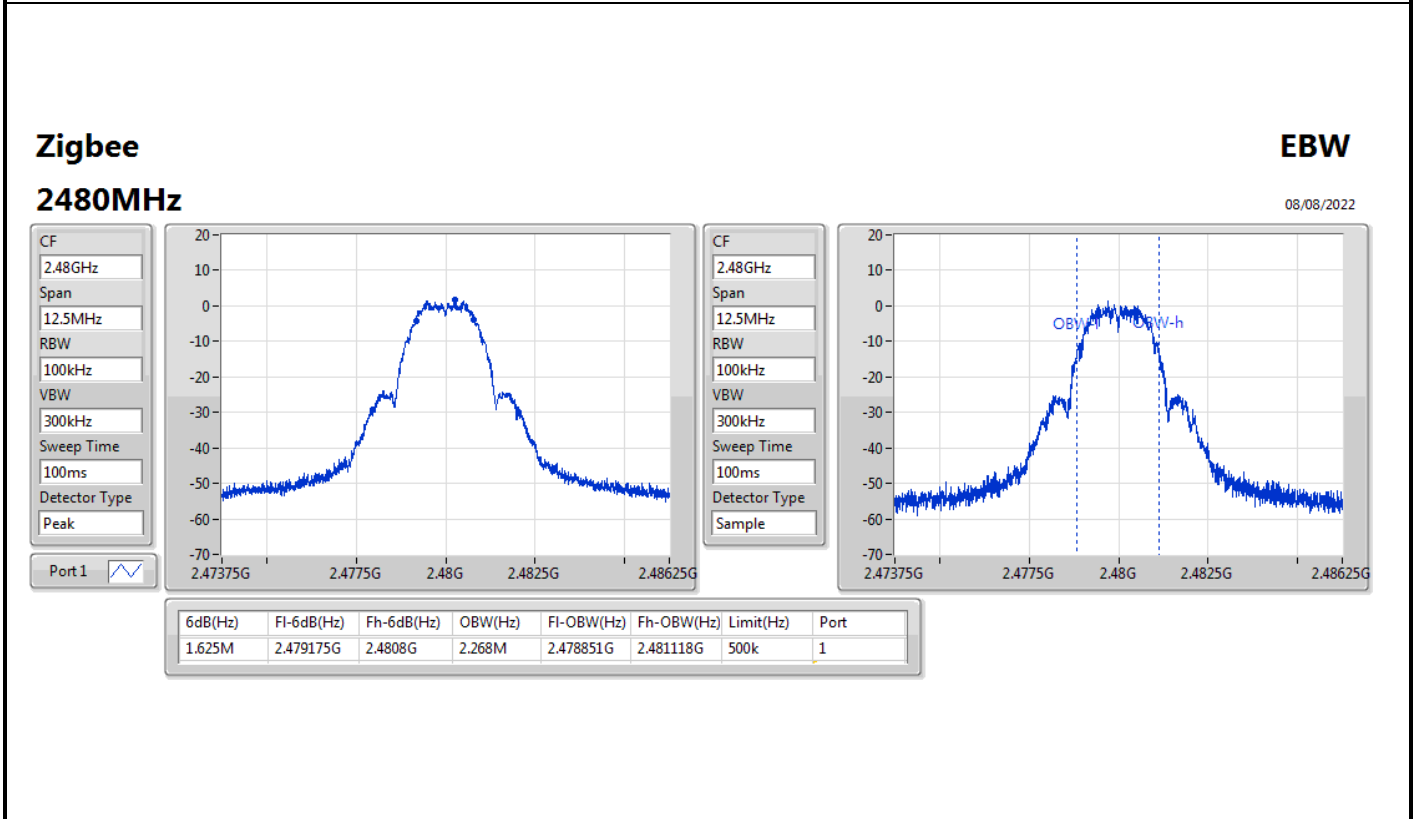 Zigbee
EBW
2480MHz
08/08/2022
CF
2.48GHz
Span
12.5MHz
RBW
100kHz
VBW
300kHz
Sweep Time
100ms
Detector Type
Peak
Port 1
20
10
0
-10
-20
-30
-40
-50
-60
-70
2.47375G 2.4775G 2.48G 2.4825G 2.48625G
CF
2.48GHz
Span
12.5MHz
RBW
100kHz
VBW
300kHz
Sweep Time
100ms
Detector Type
Sample
20
10
0
-10
-20
-30
-40
-50
-60
-70
OBW-l OBW-h
2.47375G 2.4775G 2.48G 2.4825G 2.48625G
6dB(Hz) Fl-6dB(Hz) Fh-6dB(Hz) OBW(Hz) Fl-OBW(Hz) Fh-OBW(Hz) Limit(Hz) Port
1.625M 2.479175G 2.4808G 2.268M 2.478851G 2.481118G 500k 1